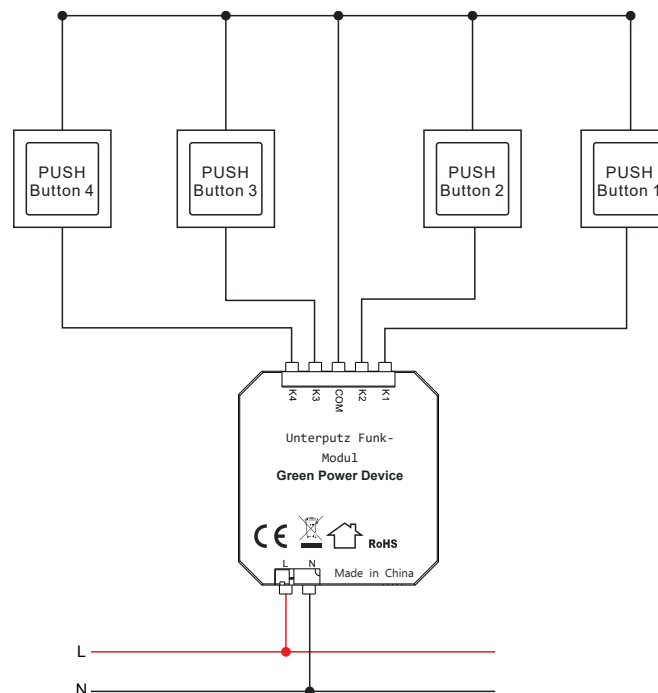 PUSH
Button 4
PUSH
Button 3
PUSH
Button 2
PUSH
Button 1
K4
K3
COM
K2
K1
Unterputz Funk-
Modul
Green Power Device
CE
RoHS
L
N
Made in China
L
N